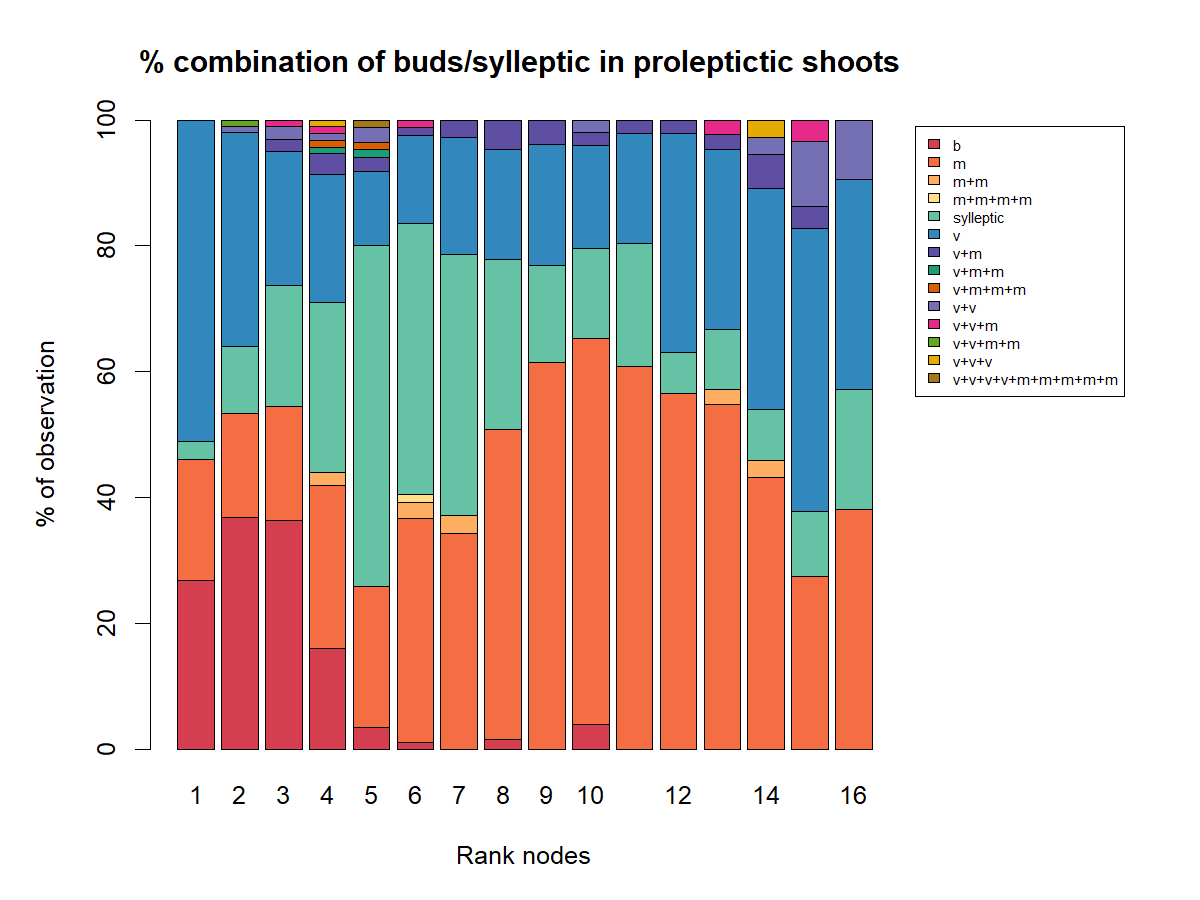 % combination of buds/sylleptic in proleptictic shoots
% of observation
100
80
60
40
20
0
1 2 3 4 5 6 7 8 9 10 12 14 16
Rank nodes
b
m
m+m
m+m+m+m
sylleptic
v
v+m
v+m+m
v+m+m+m
v+v
v+v+m
v+v+m+m
v+v+v
v+v+v+v+m+m+m+m+m